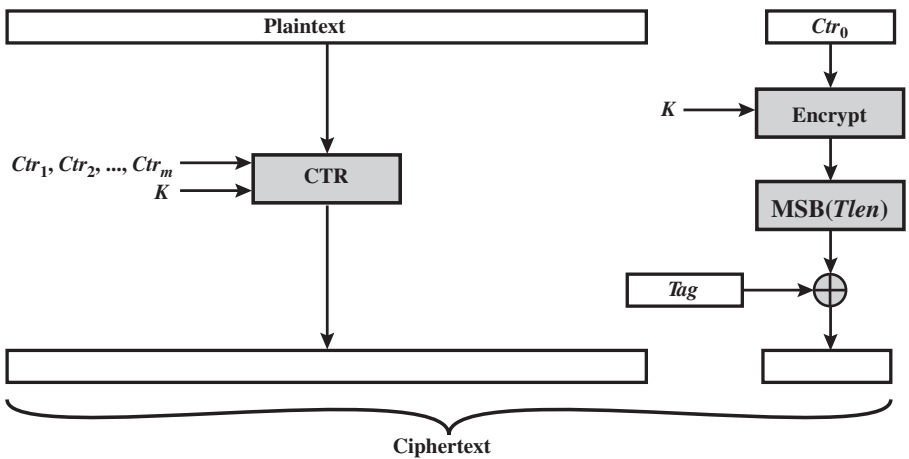 Plaintext
Ctr0
K
Encrypt
Ctr1, Ctr2, ..., Ctrm
K
CTR
MSB(Tlen)
Tag
Ciphertext